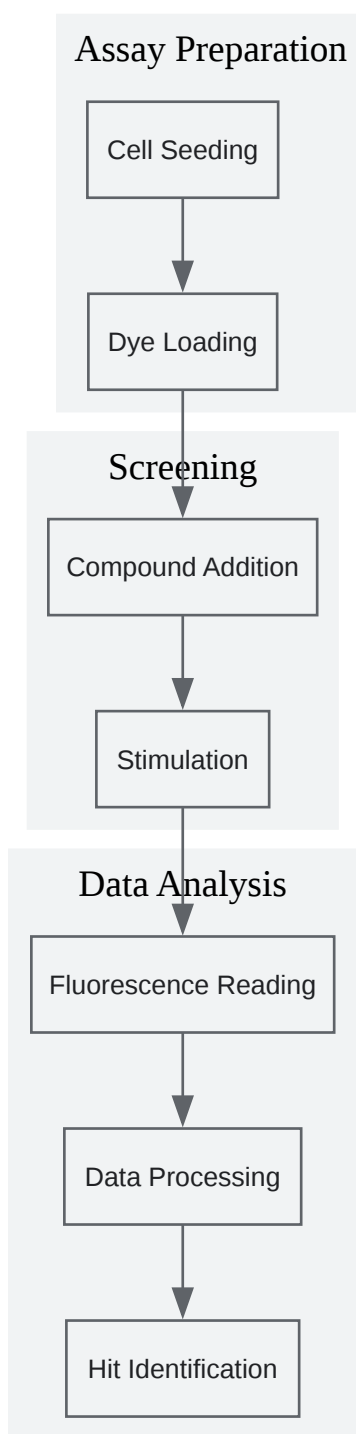 Assay Preparation
Cell Seeding
Dye Loading
Screening
Compound Addition
Stimulation
Data Analysis
Fluorescence Reading
Data Processing
Hit Identification